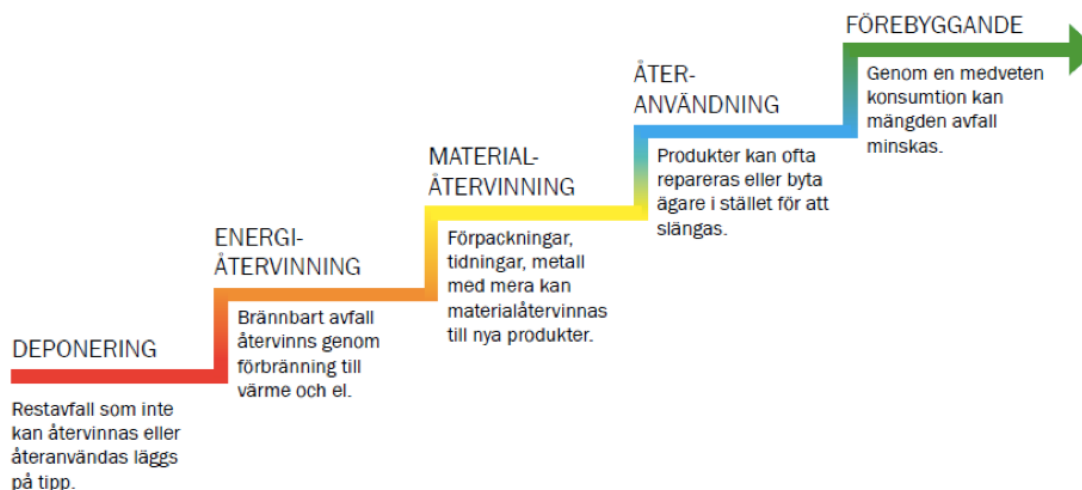 DEPONERING
Restavfall som inte
kan återvinnas eller
återanvändas läggs
på tipp.
ENERGI-
ÅTERVINNING
Brännbart avfall
återvinns genom
förbränning till
värme och el.
MATERIAL-
ÅTERVINNING
Förpackningar,
tidningar, metall
med mera kan
materialåtervinnas
till nya produkter.
ÅTER-
ANVÄNDNING
Produkter kan ofta
repareras eller byta
ägare i stället för att
slängas.
FÖREBYGGANDE
Genom en medveten
konsumtion kan
mängden avfall
minskas.